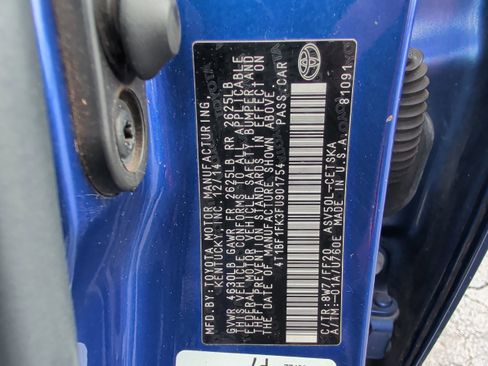 MFD. BY: TOYOTA MOTOR MANUFACTURING,
KENTUCKY, INC. 12/14
GVWR 4630LB GAWR FR 2625LB RR 2625LB
THIS VEHICLE CONFORMS TO ALL APPLICABLE
FEDERAL MOTOR VEHICLE SAFETY, BUMPER, AND
THEFT PREVENTION STANDARDS IN EFFECT ON
THE DATE OF MANUFACTURE SHOWN ABOVE.
4T1BF1FK3FU901754 PASS.CAR
TOYOTA
C/TR:8W7/FF20 ASV50L-CETSKA
A/TM:-01A/U760E MADE IN U.S.A. 81091